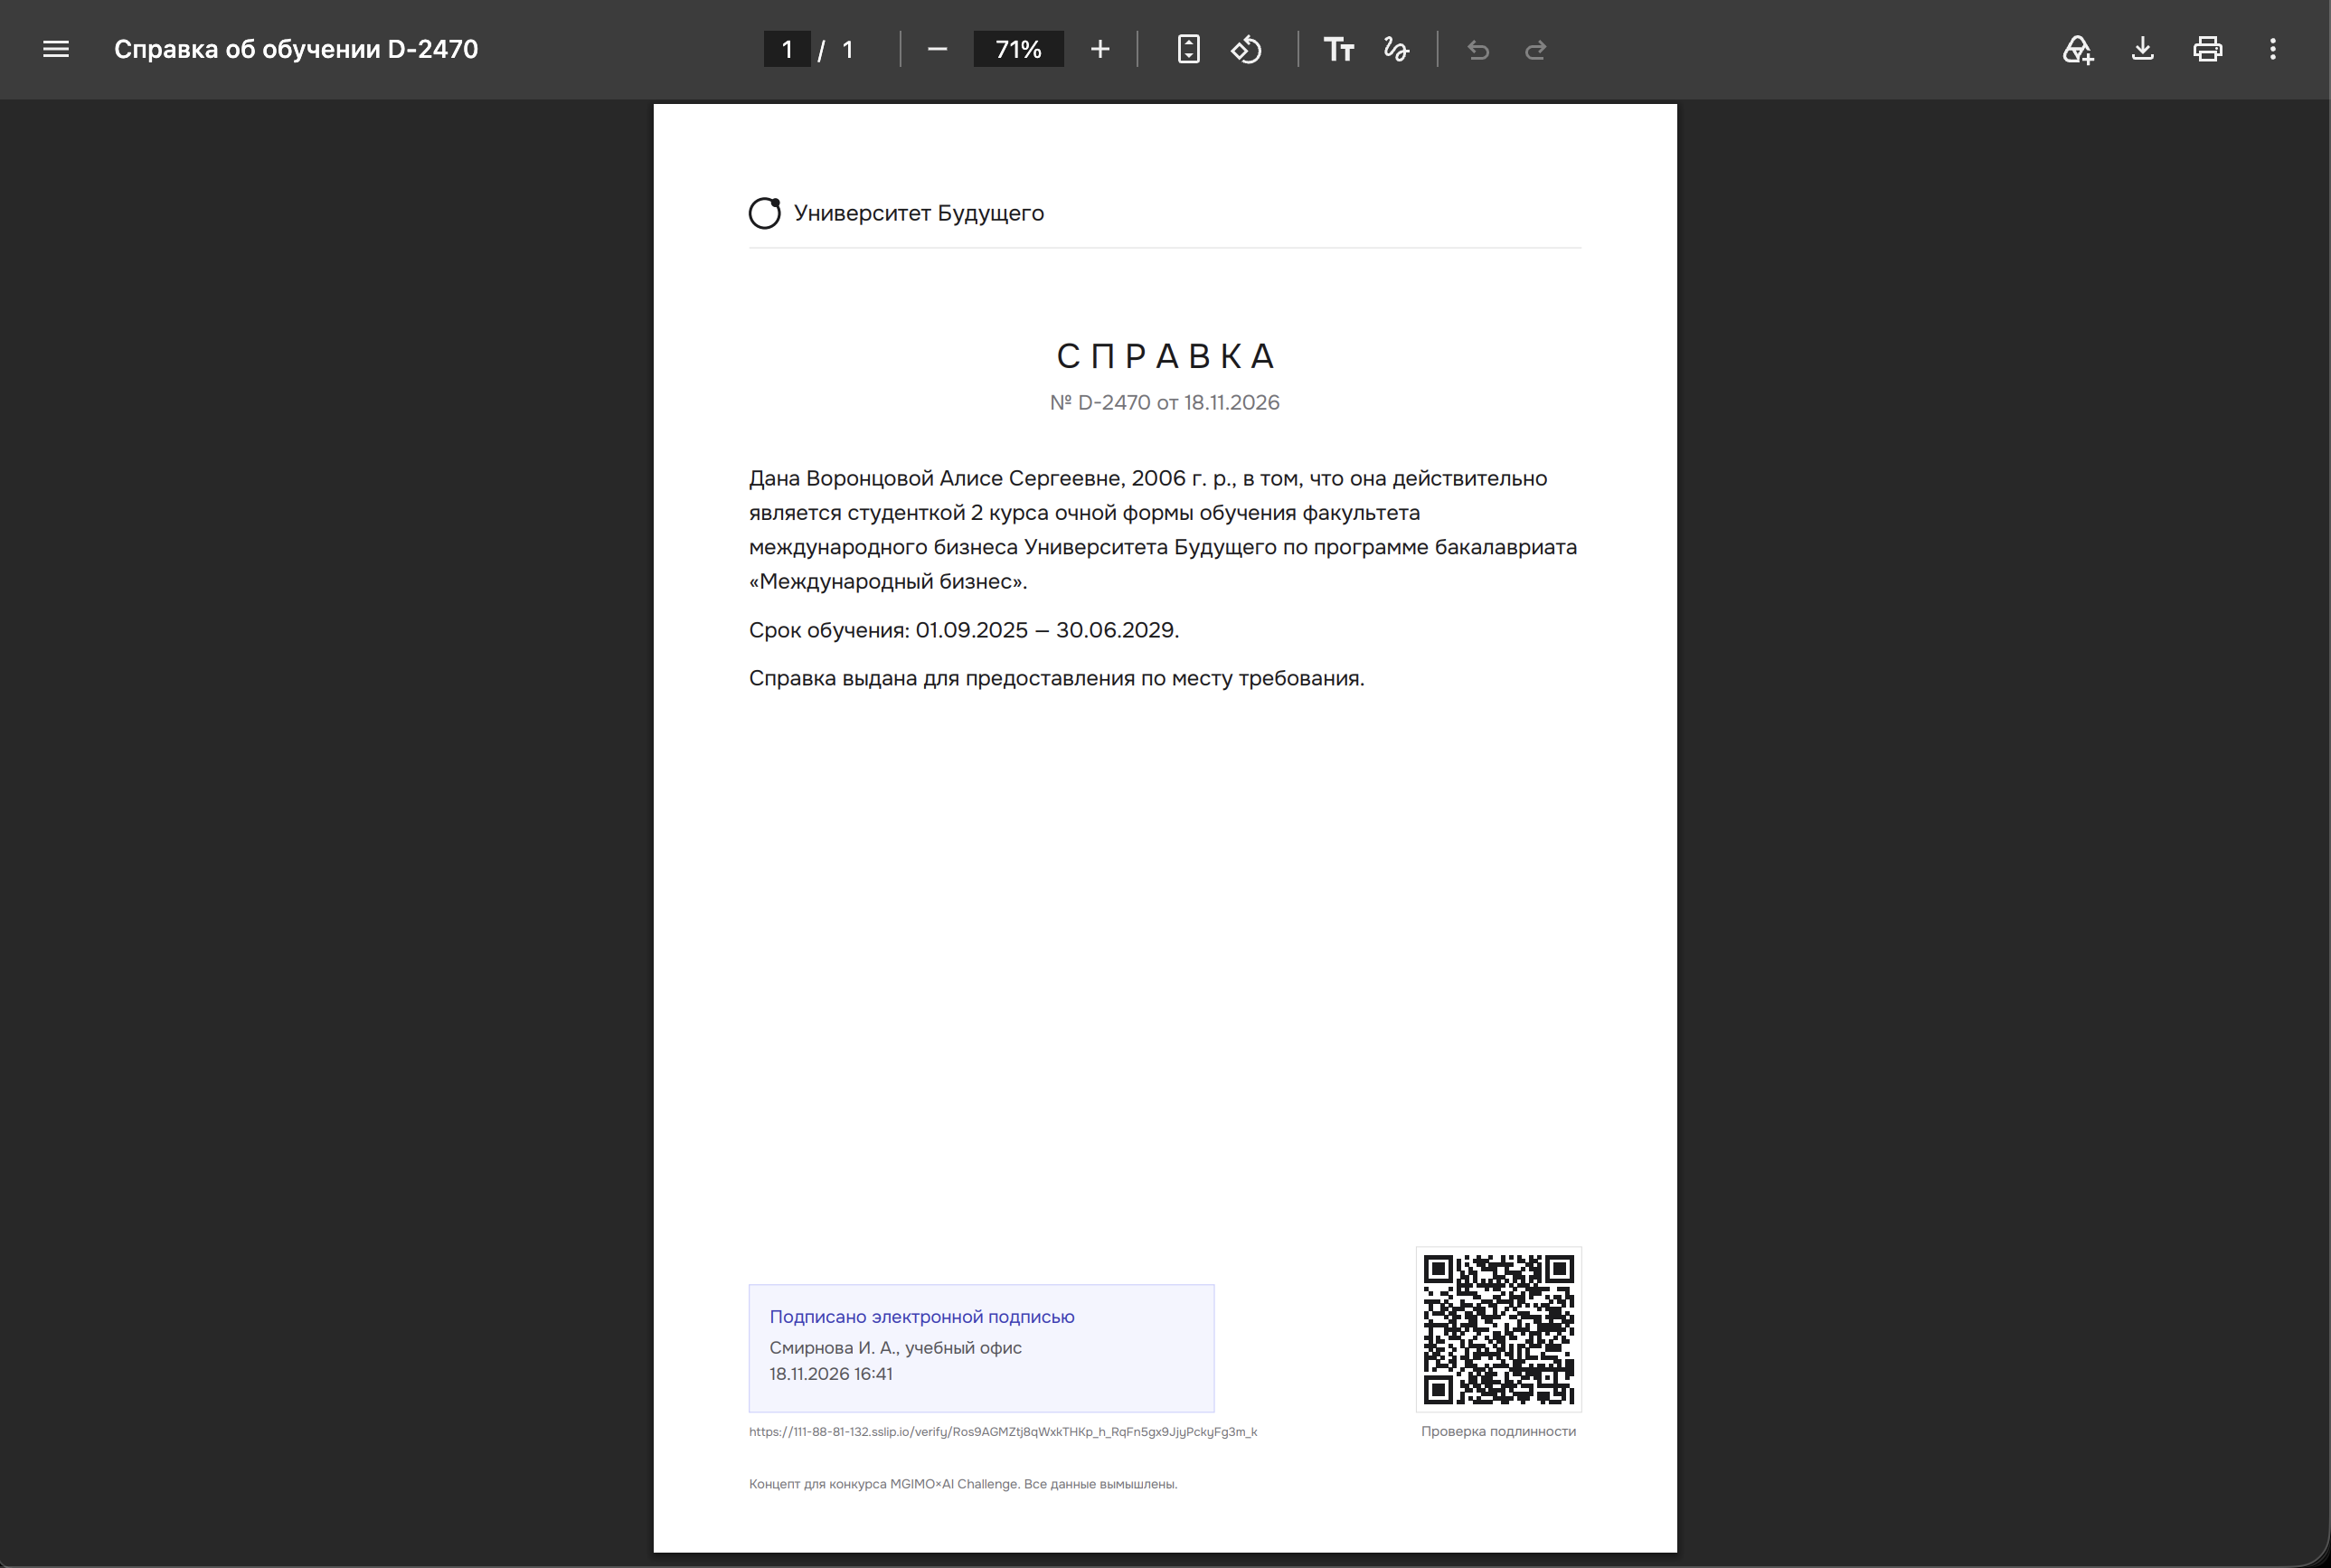 Справка об обучении D-2470
1 / 1
71%
Университет Будущего
СПРАВКА
№ D-2470 от 18.11.2026
Дана Воронцовой Алисе Сергеевне, 2006 г. р., в том, что она действительно
является студенткой 2 курса очной формы обучения факультета
международного бизнеса Университета Будущего по программе бакалавриата
«Международный бизнес».
Срок обучения: 01.09.2025 — 30.06.2029.
Справка выдана для предоставления по месту требования.
Подписано электронной подписью
Смирнова И. А., учебный офис
18.11.2026 16:41
https://111-88-81-132.sslip.io/verify/Ros9AGMZtj8qWxkTHKp_h_RqFn5gx9JjyPckyFg3m_k
Проверка подлинности
Концепт для конкурса MGIMO×AI Challenge. Все данные вымышлены.